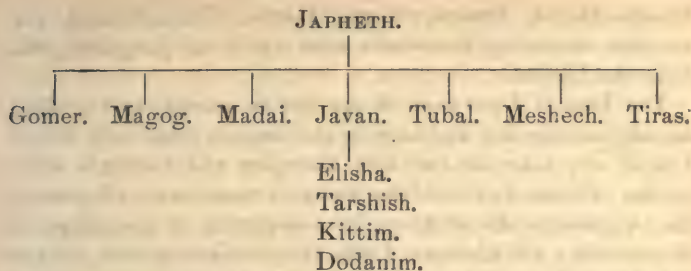 JAPHETH.
Gomer. Magog. Madai. Javan. Tubal. Meshech. Tiras.
Elisha.
Tarshish.
Kittim.
Dodanim.